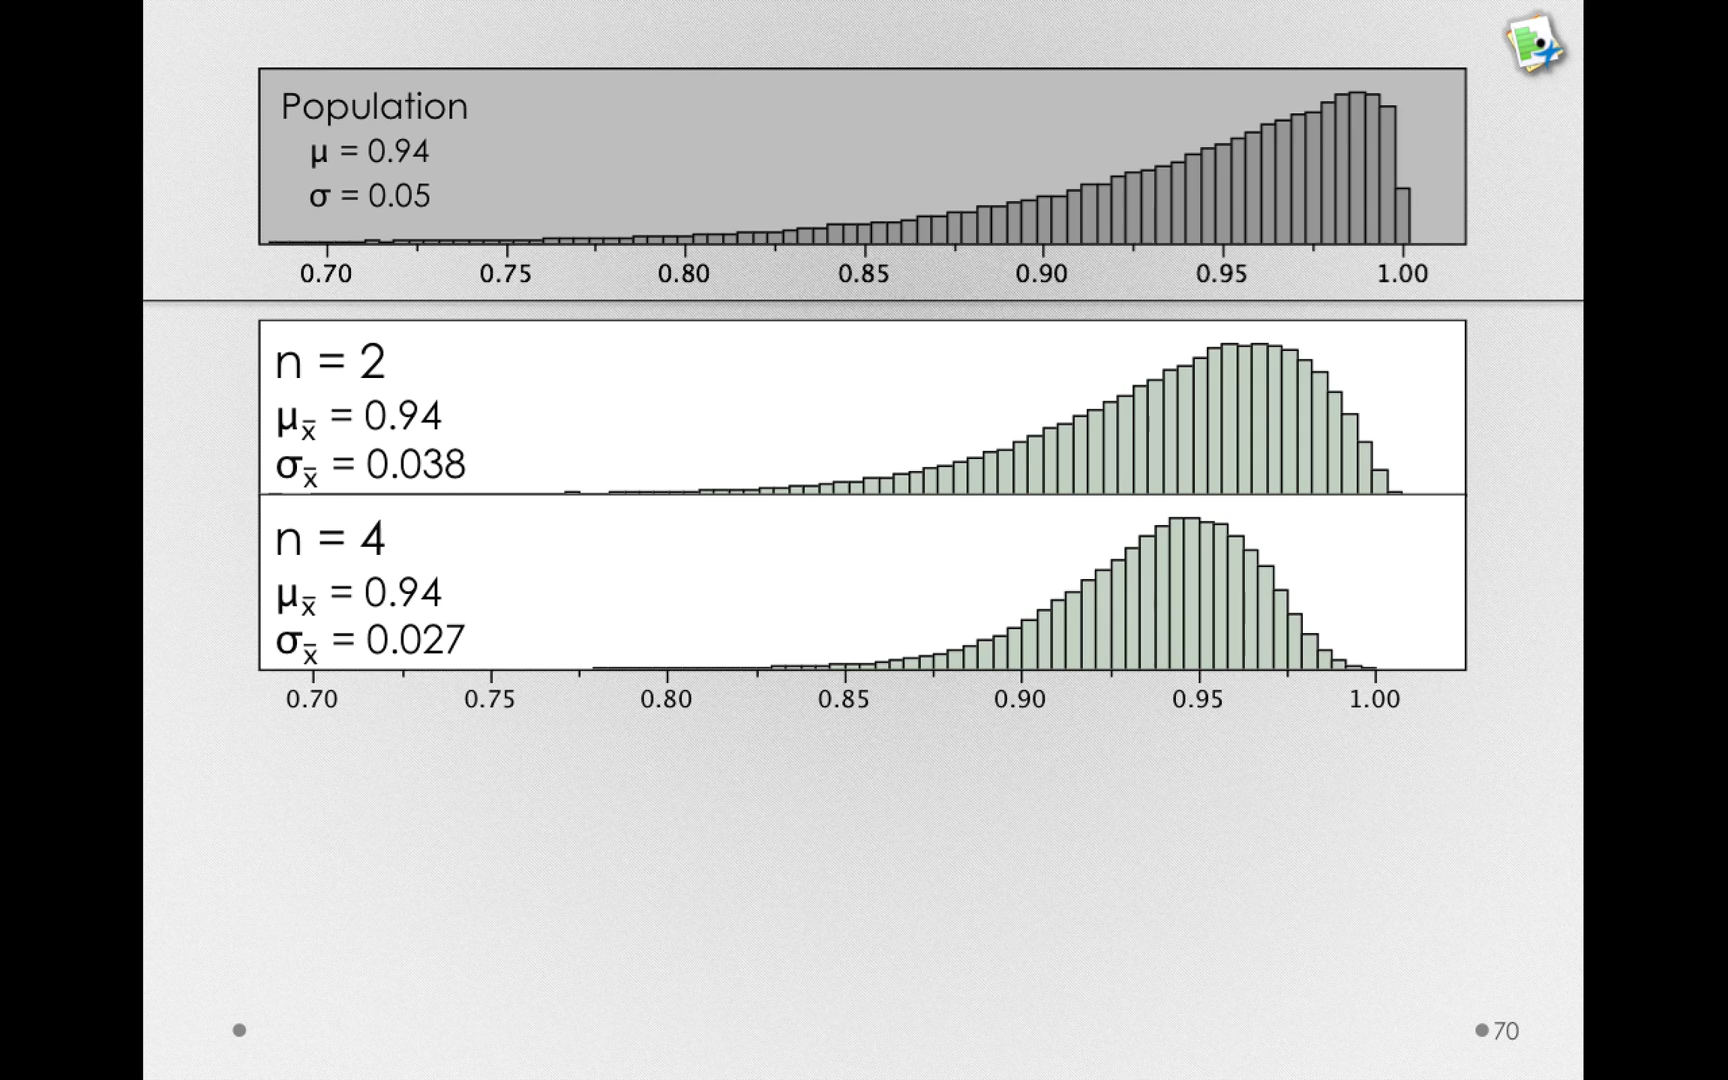 Population
μ = 0.94
σ = 0.05
0.70 0.75 0.80 0.85 0.90 0.95 1.00
n = 2
μx̄ = 0.94
σx̄ = 0.038
n = 4
μx̄ = 0.94
σx̄ = 0.027
0.70 0.75 0.80 0.85 0.90 0.95 1.00
70